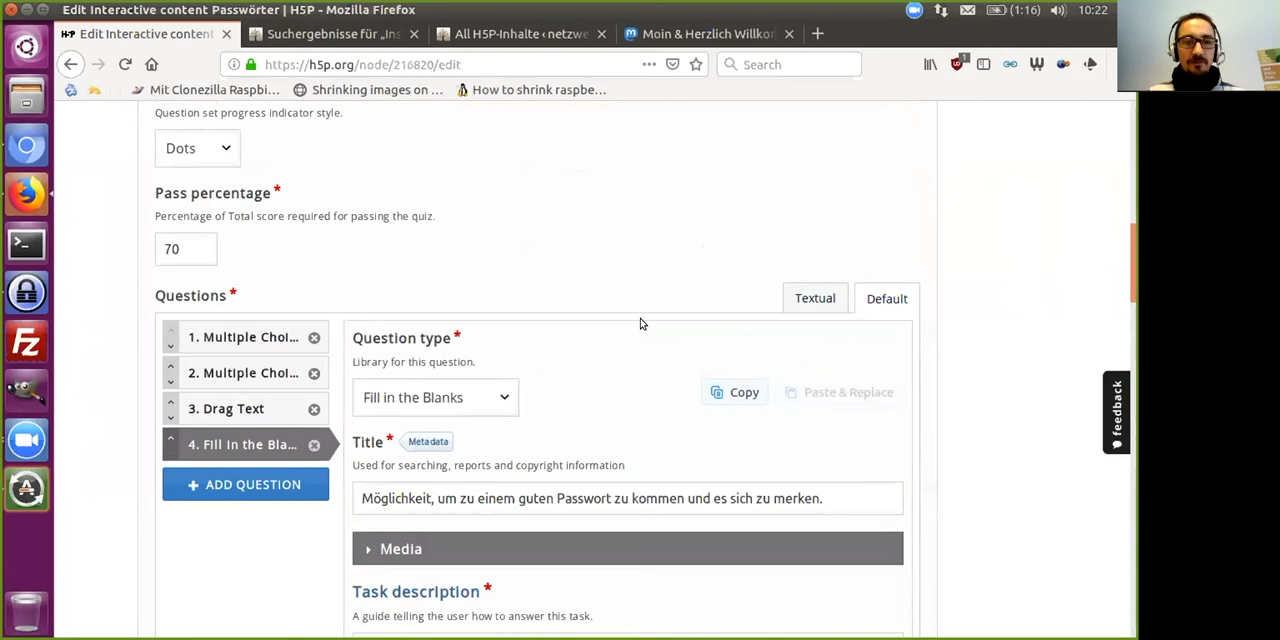 Edit Interactive content Passwörter | H5P - Mozilla Firefox
(1:16)
10:22
H-P Edit Interactive content
Suchergebnisse für „Ins
All H5P-Inhalte ‹ netzwe
Moin & Herzlich Willkor
https://h5p.org/node/216820/edit
Search
Mit Clonezilla Raspbi...
Shrinking images on ...
How to shrink raspbe...
Question set progress indicator style.
Dots
Pass percentage *
Percentage of Total score required for passing the quiz.
70
Questions *
Textual
Default
1. Multiple Choi...
2. Multiple Choi...
3. Drag Text
4. Fill in the Bla...
+ ADD QUESTION
Question type *
Library for this question.
Fill in the Blanks
Copy
Paste & Replace
Title *
Metadata
Used for searching, reports and copyright information
Möglichkeit, um zu einem guten Passwort zu kommen und es sich zu merken.
Media
Task description *
A guide telling the user how to answer this task.
feedback